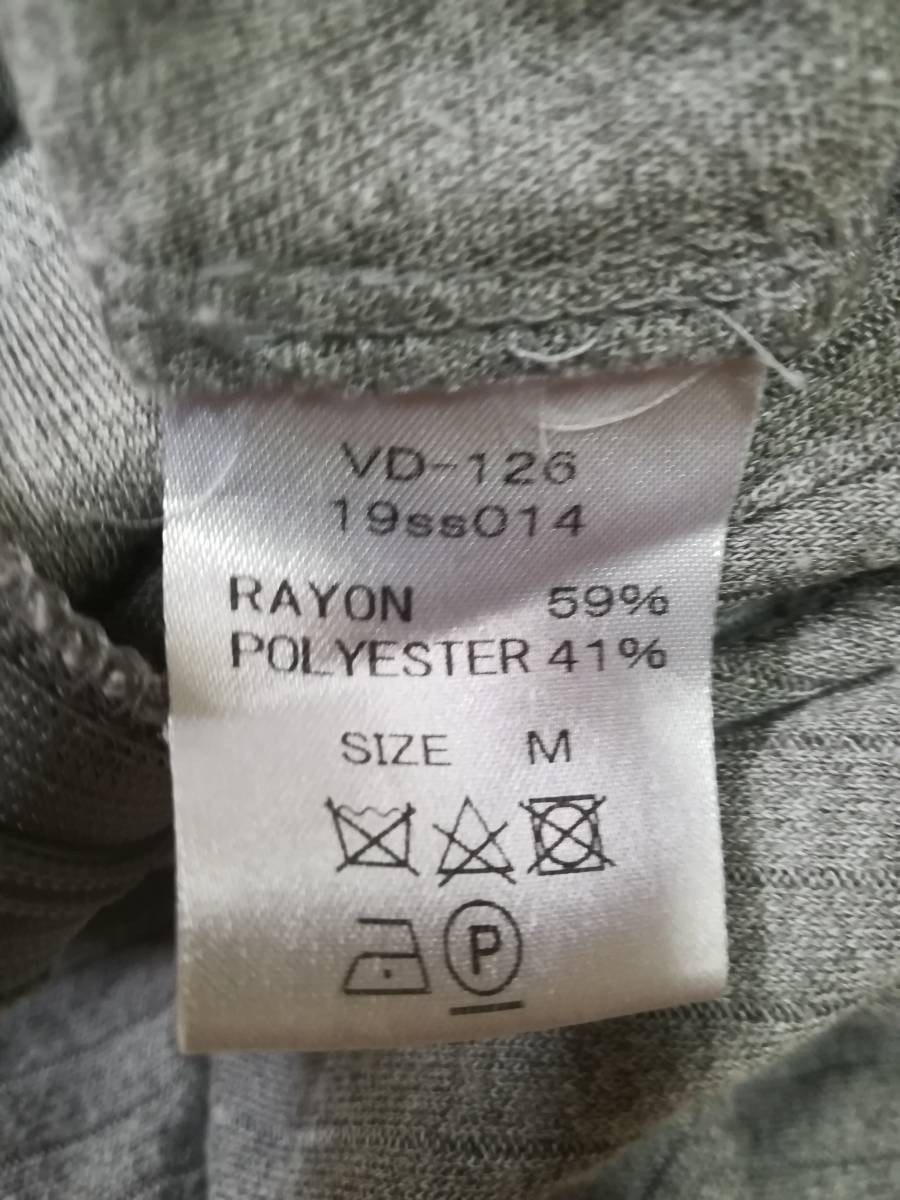 VD-126
19ss014
RAYON 59%
POLYESTER 41%
SIZE M
P